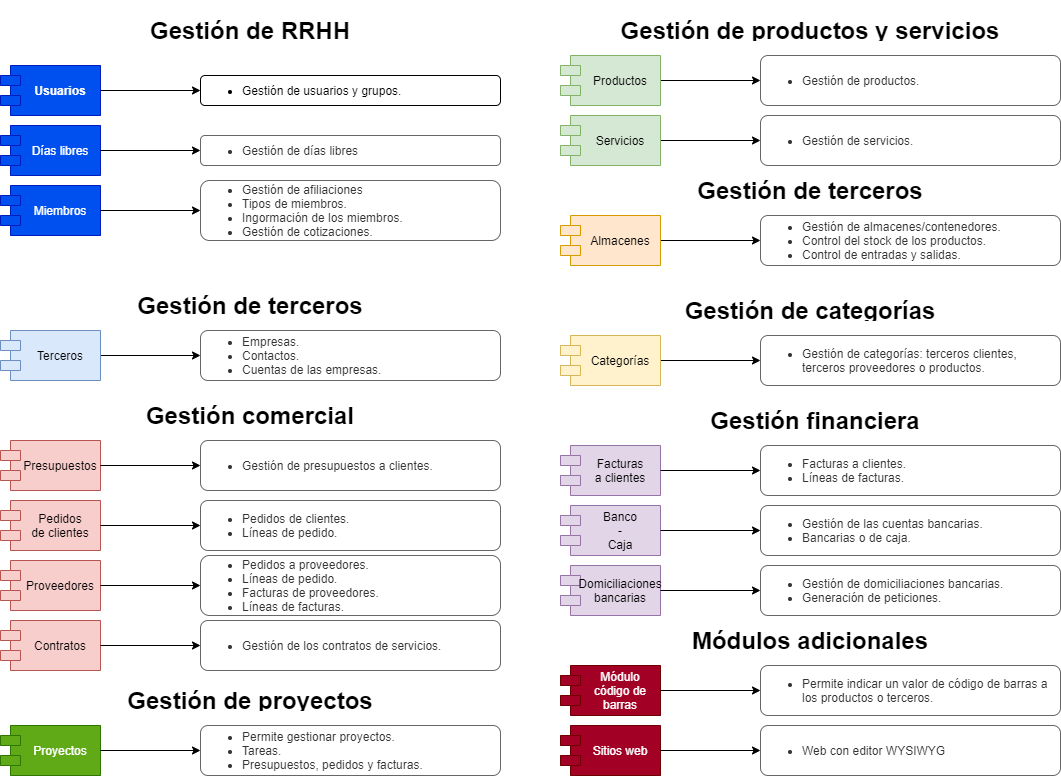 Gestión de RRHH
Usuarios
Gestión de usuarios y grupos.
Días libres
Gestión de días libres
Miembros
Gestión de afiliaciones
Tipos de miembros.
Ingormación de los miembros.
Gestión de cotizaciones.
Gestión de terceros
Terceros
Empresas.
Contactos.
Cuentas de las empresas.
Gestión comercial
Presupuestos
Gestión de presupuestos a clientes.
Pedidos
de clientes
Pedidos de clientes.
Líneas de pedido.
Proveedores
Pedidos a proveedores.
Líneas de pedido.
Facturas de proveedores.
Líneas de facturas.
Contratos
Gestión de los contratos de servicios.
Gestión de proyectos
Proyectos
Permite gestionar proyectos.
Tareas.
Presupuestos, pedidos y facturas.
Gestión de productos y servicios
Productos
Gestión de productos.
Servicios
Gestión de servicios.
Gestión de terceros
Almacenes
Gestión de almacenes/contenedores.
Control del stock de los productos.
Control de entradas y salidas.
Gestión de categorías
Categorías
Gestión de categorías: terceros clientes,
terceros proveedores o productos.
Gestión financiera
Facturas
a clientes
Facturas a clientes.
Líneas de facturas.
Banco
-
Caja
Gestión de las cuentas bancarias.
Bancarias o de caja.
Domiciliaciones
bancarias
Gestión de domiciliaciones bancarias.
Generación de peticiones.
Módulos adicionales
Módulo
código de
barras
Permite indicar un valor de código de barras a
los productos o terceros.
Sitios web
Web con editor WYSIWYG